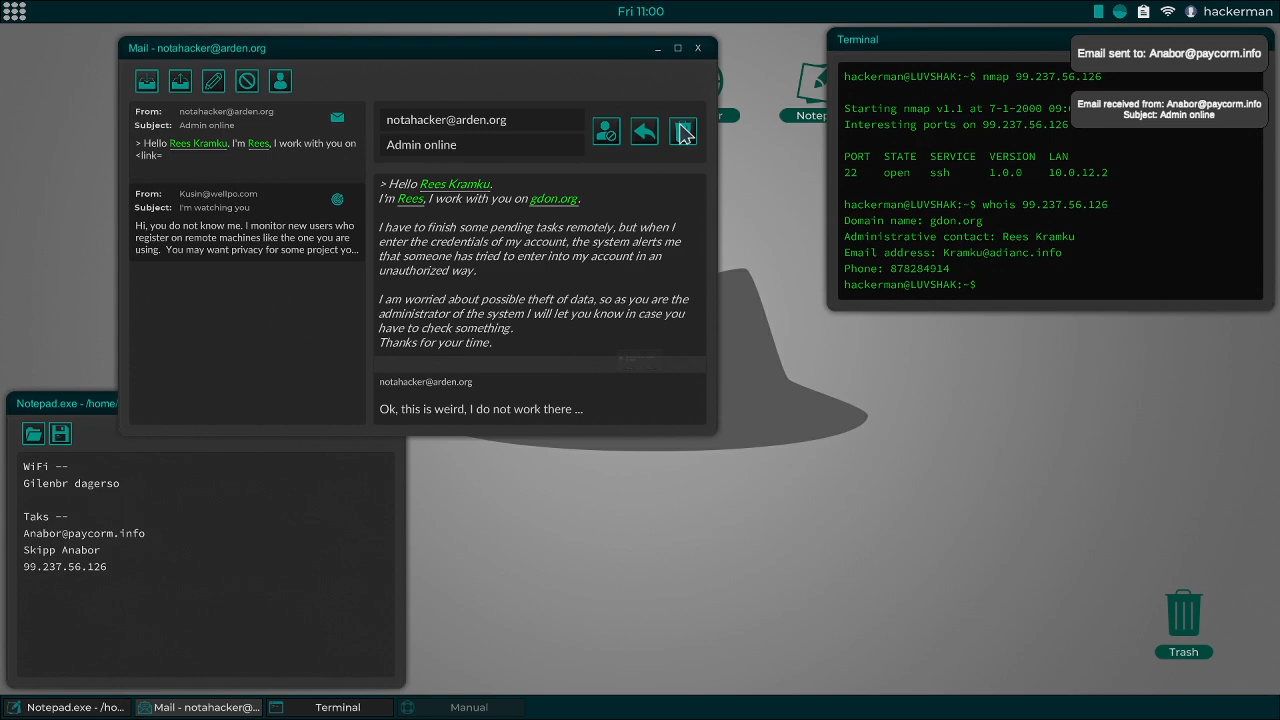 Fri 11:00
hackerman
Mail - notahacker@arden.org
From: notahacker@arden.org
Subject: Admin online
> Hello Rees Kramku. I'm Rees, I work with you on
<link=
From: Kusin@wellpo.com
Subject: I'm watching you
Hi, you do not know me. I monitor new users who
register on remote machines like the one you are
using. You may want privacy for some project yo...
notahacker@arden.org
Admin online
> Hello Rees Kramku.
I'm Rees, I work with you on gdon.org.
I have to finish some pending tasks remotely, but when I
enter the credentials of my account, the system alerts me
that someone has tried to enter into my account in an
unauthorized way.
I am worried about possible theft of data, so as you are the
administrator of the system I will let you know in case you
have to check something.
Thanks for your time.
notahacker@arden.org
Ok, this is weird, I do not work there ...
Terminal
Email sent to: Anabor@paycorm.info
Email received from: Anabor@paycorm.info
Subject: Admin online
hackerman@LUVSHAK:~$ nmap 99.237.56.126
Starting nmap v1.1 at 7-1-2000 09:
Interesting ports on 99.237.56.126
PORT STATE SERVICE VERSION LAN
22 open ssh 1.0.0 10.0.12.2
hackerman@LUVSHAK:~$ whois 99.237.56.126
Domain name: gdon.org
Administrative contact: Rees Kramku
Email address: Kramku@adianc.info
Phone: 878284914
hackerman@LUVSHAK:~$
Notepad.exe - /home/
WiFi --
Gilenbr dagerso
Taks --
Anabor@paycorm.info
Skipp Anabor
99.237.56.126
Trash
Notepad.exe - /ho...
Mail - notahacker@...
Terminal
Manual